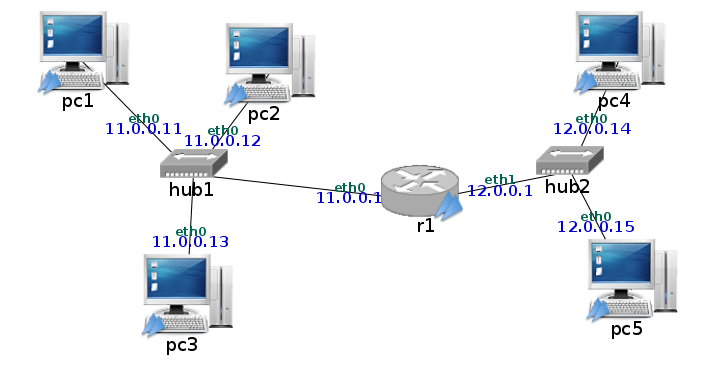 pc1
eth0
11.0.0.11
pc2
eth0
11.0.0.12
hub1
eth0
11.0.0.13
pc3
eth0
11.0.0.1
r1
eth1
12.0.0.1
hub2
pc4
eth0
12.0.0.14
eth0
12.0.0.15
pc5